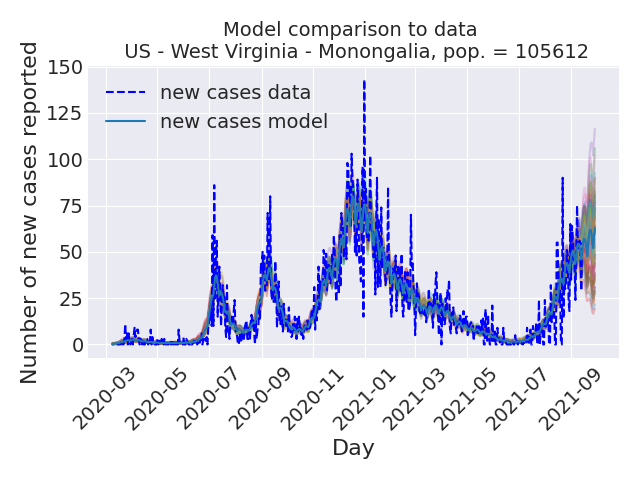 Model comparison to data
US - West Virginia - Monongalia, pop. = 105612
Number of new cases reported
150
125
100
75
50
25
0
new cases data
new cases model
2020-03
2020-05
2020-07
2020-09
2020-11
2021-01
2021-03
2021-05
2021-07
2021-09
Day